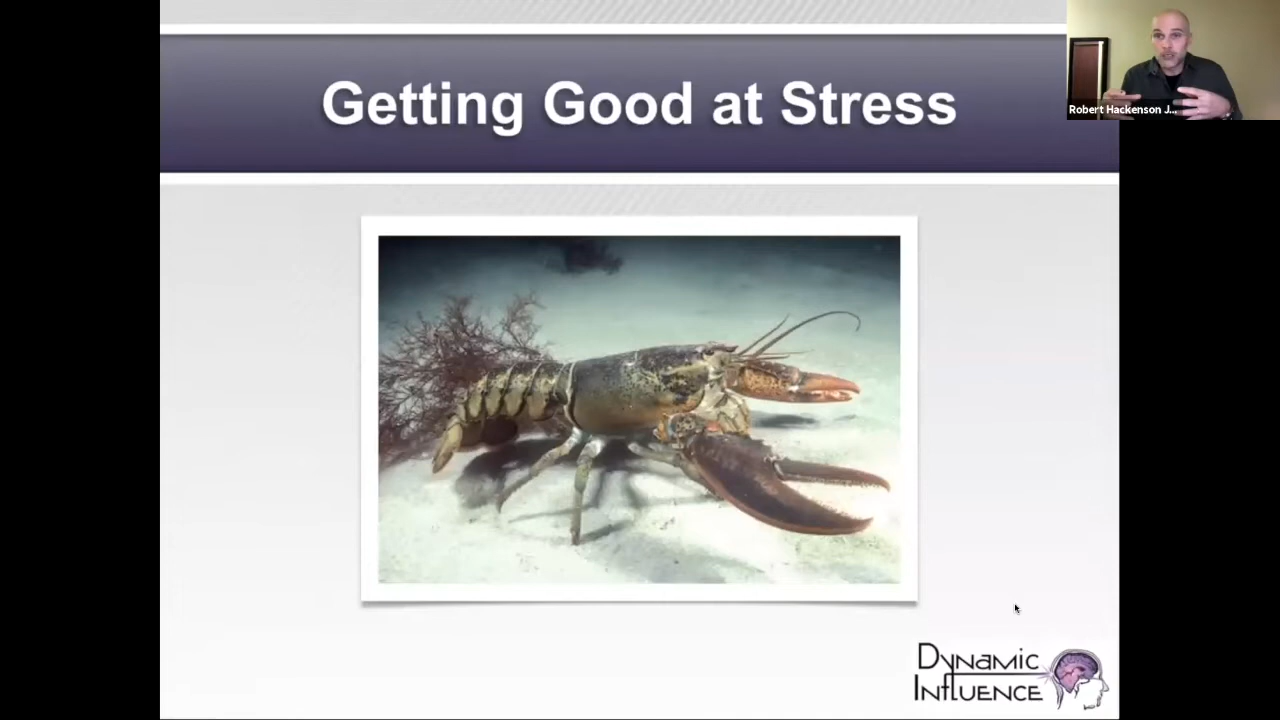 Getting Good at Stress
Robert Hackenson J...
Dynamic
Influence